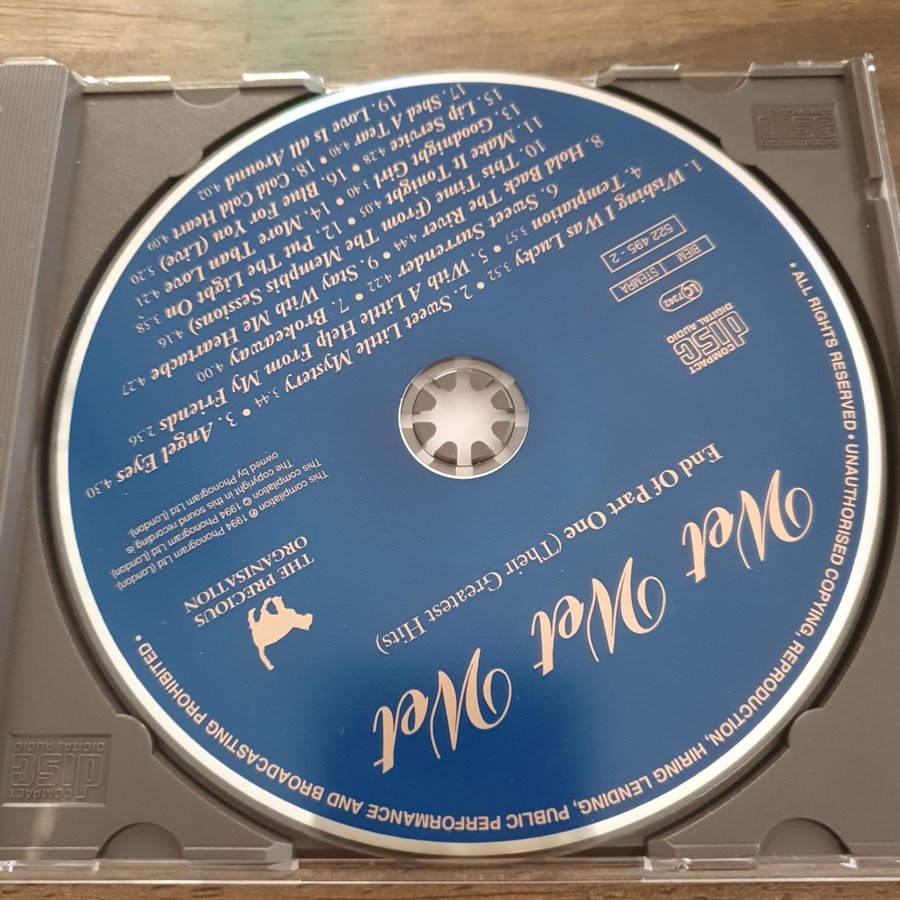 Wet Wet Wet
End Of Part One (Their Greatest Hits)
THE PRECIOUS
ORGANISATION
This compilation ℗ 1994 Phonogram Ltd (London).
The copyright in this sound recording is
owned by Phonogram Ltd (London).
© 1994 Phonogram Ltd (London).
COMPACT
disc
DIGITAL AUDIO
LC 7342
BIEM
STEMRA
522 495 - 2
1. Wishing I Was Lucky 3.52 • 2. Sweet Little Mystery 3.44 • 3. Angel Eyes 4.30
4. Temptation 3.57 • 5. With A Little Help From My Friends 2.36
6. Sweet Surrender 4.22 • 7. Brokeaway 4.00
8. Hold Back The River 4.44 • 9. Stay With Me Heartache 4.27
10. This Time (From The Memphis Sessions) 4.16
11. Make It Tonight 4.05 • 12. Put The Light On 3.58
13. Goodnight Girl 3.40 • 14. More Than Love 4.21
15. Lip Service 4.28 • 16. Blue For You (Live) 5.20
17. Shed A Tear 4.40 • 18. Cold Cold Heart 4.09
19. Love Is all Around 4.02
• ALL RIGHTS RESERVED • UNAUTHORISED COPYING, REPRODUCTION, HIRING LENDING, PUBLIC PERFORMANCE AND BROADCASTING PROHIBITED •
COMPACT
disc
DIGITAL AUDIO
COMPACT
disc
DIGITAL AUDIO